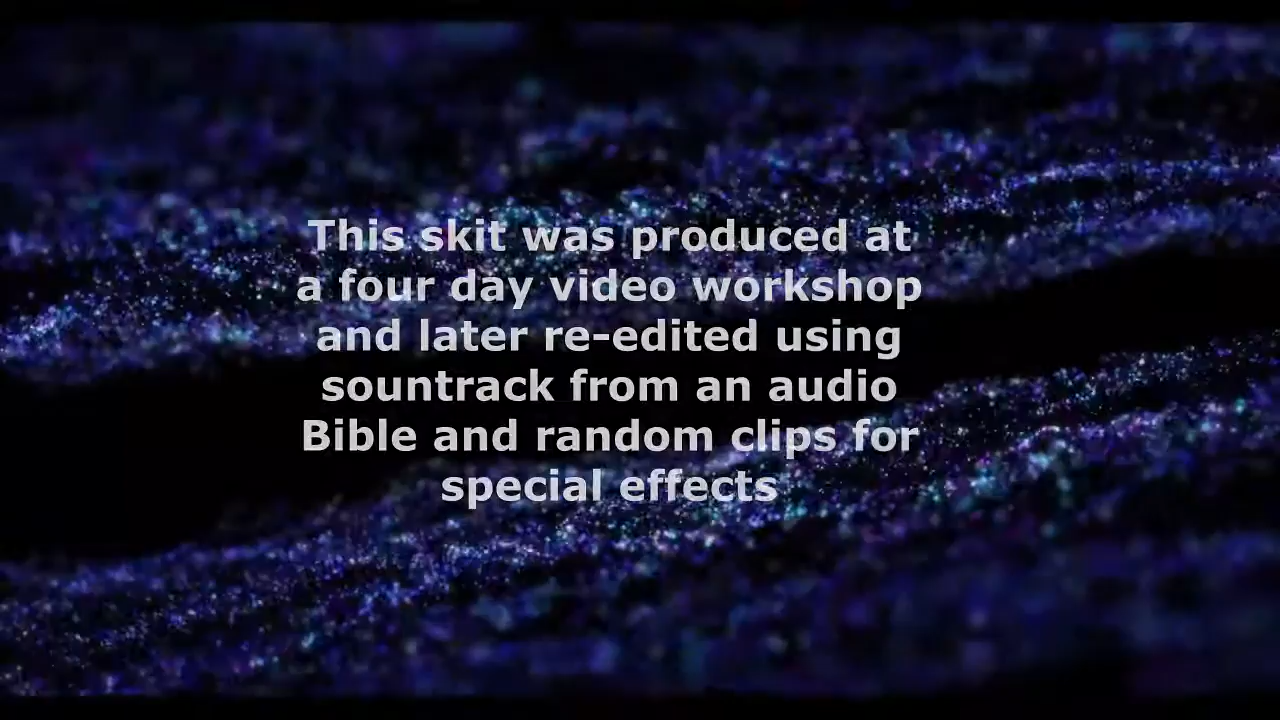 This skit was produced at
a four day video workshop
and later re-edited using
sountrack from an audio
Bible and random clips for
special effects